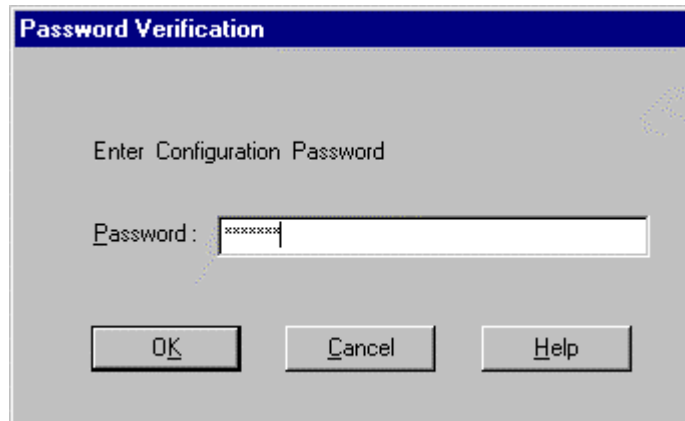 Password Verification
Enter Configuration Password
Password : *******
OK Cancel Help